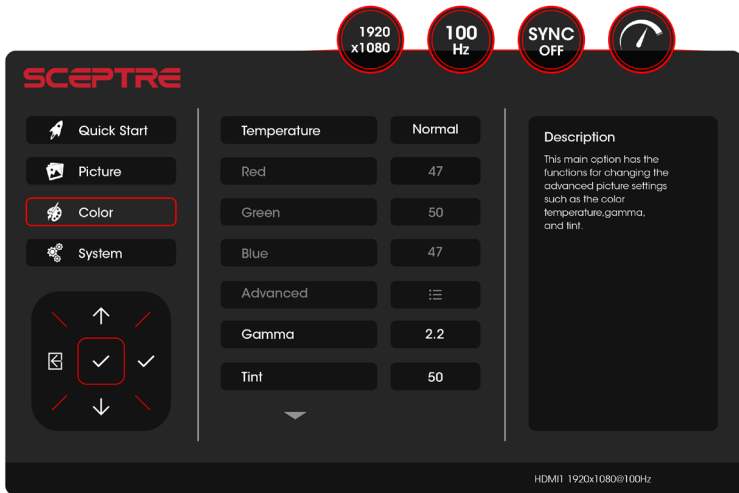 1920
x1080
100
Hz
SYNC
OFF
SCEPTRE
Quick Start
Picture
Color
System
Temperature
Normal
Red
47
Green
50
Blue
47
Advanced
Gamma
2.2
Tint
50
Description
This main option has the
functions for changing the
advanced picture settings
such as the color
temperature,gamma,
and tint.
HDMI1 1920x1080@100Hz